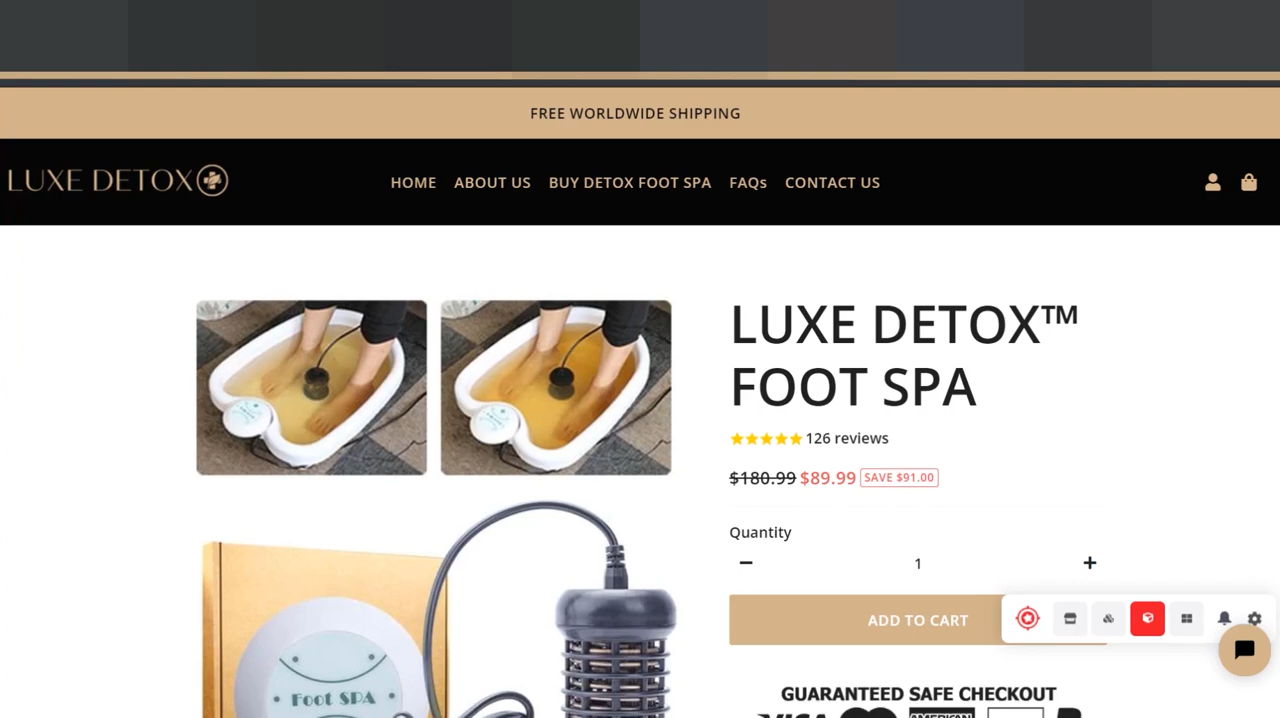 FREE WORLDWIDE SHIPPING
LUXE DETOX
HOME ABOUT US BUY DETOX FOOT SPA FAQs CONTACT US
LUXE DETOX™
FOOT SPA
126 reviews
$180.99 $89.99 SAVE $91.00
Quantity
1
ADD TO CART
GUARANTEED SAFE CHECKOUT
VISA AMERICAN
Foot SPA